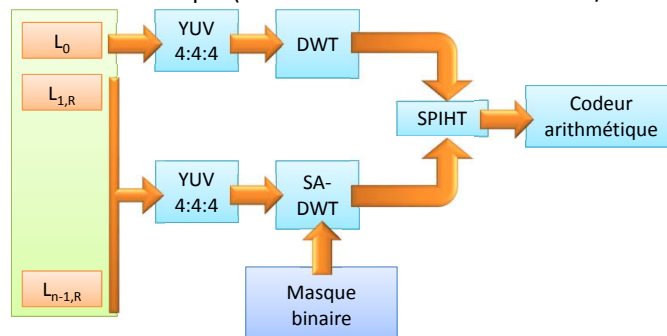 L0
YUV
4:4:4
DWT
L1,R
SPIHT
Codeur
arithmétique
YUV
4:4:4
SA-
DWT
Ln-1,R
Masque
binaire